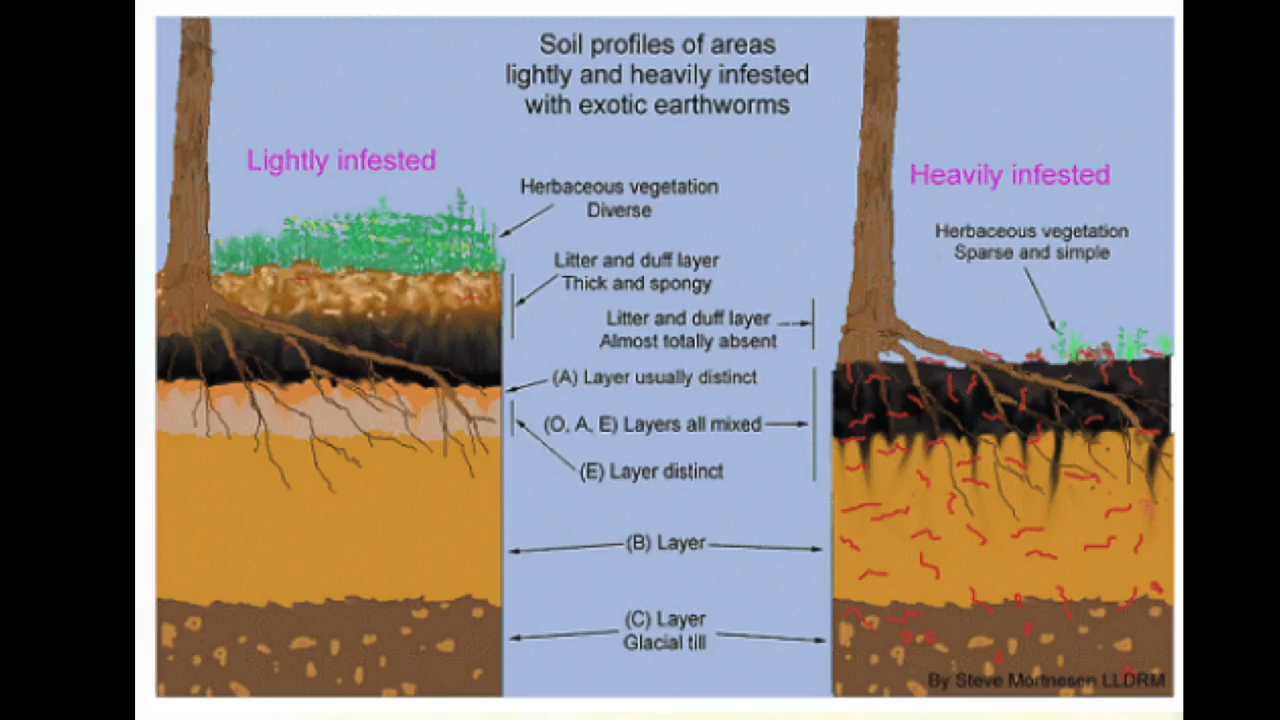 Soil profiles of areas
lightly and heavily infested
with exotic earthworms
Lightly infested
Heavily infested
Herbaceous vegetation
Diverse
Herbaceous vegetation
Sparse and simple
Litter and duff layer
Thick and spongy
Litter and duff layer
Almost totally absent
(A) Layer usually distinct
(O, A, E) Layers all mixed
(E) Layer distinct
(B) Layer
(C) Layer
Glacial till
By Steve Mortnesen LLDRM